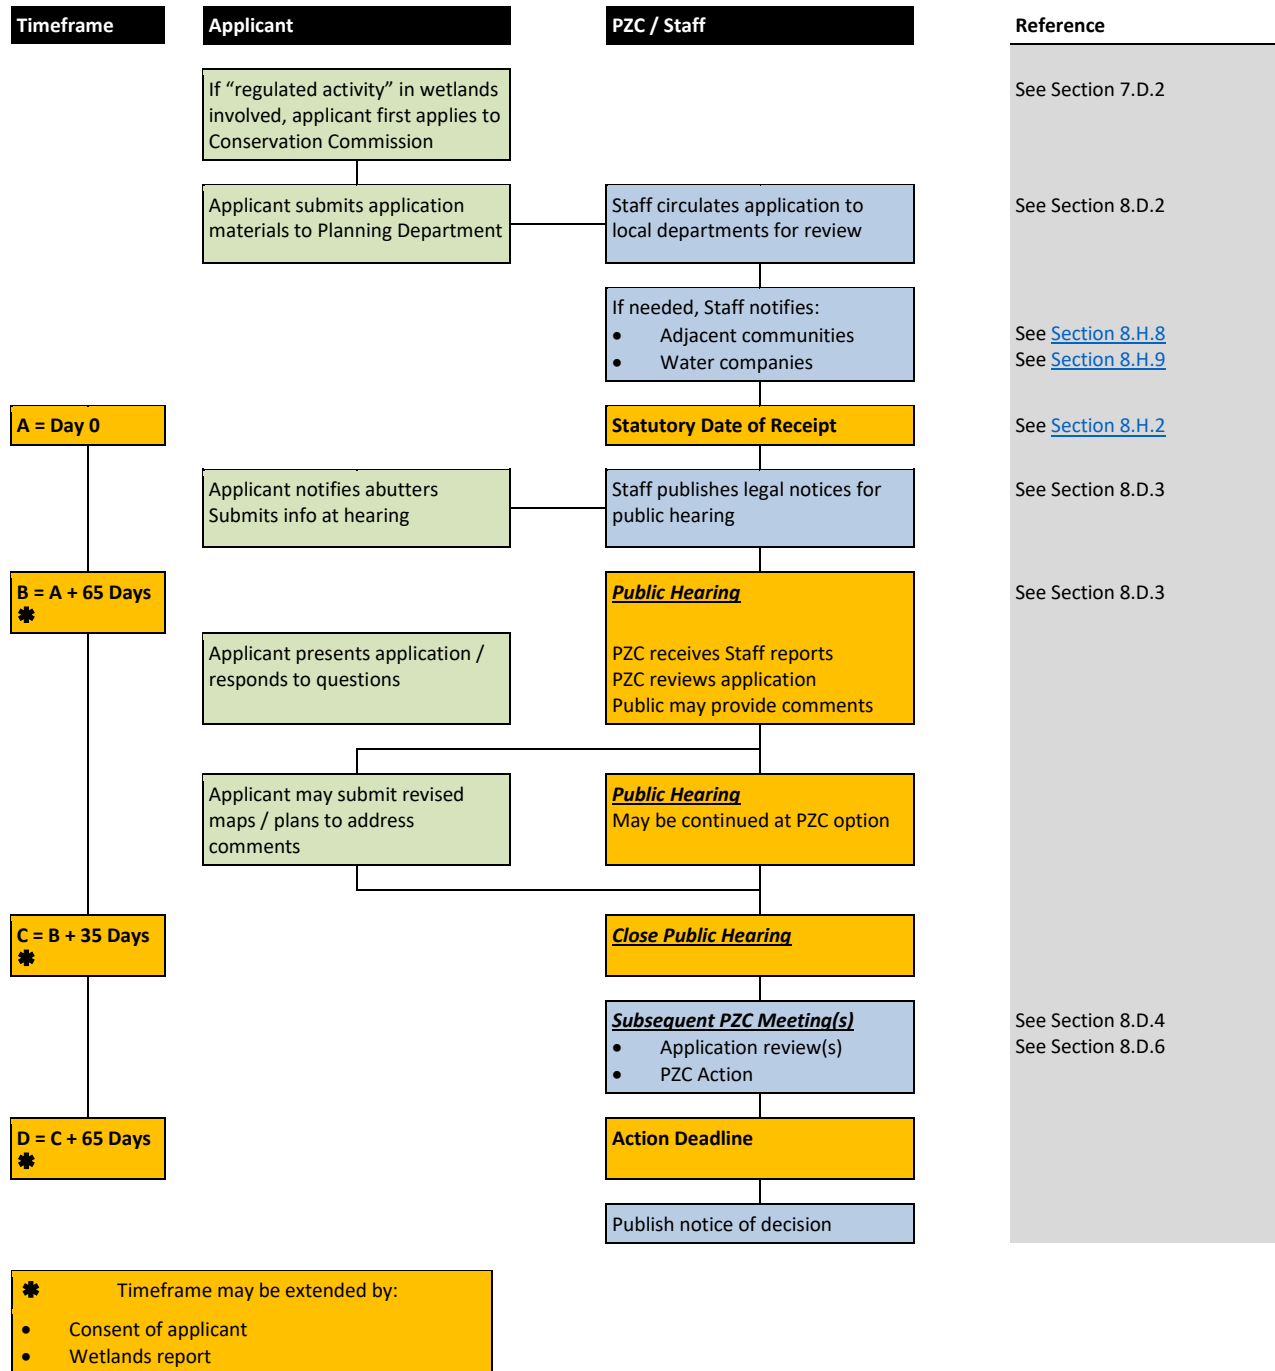 Timeframe
Applicant
PZC / Staff
Reference
If “regulated activity” in wetlands
involved, applicant first applies to
Conservation Commission
See Section 7.D.2
Applicant submits application
materials to Planning Department
Staff circulates application to
local departments for review
See Section 8.D.2
If needed, Staff notifies:
• Adjacent communities
• Water companies
See Section 8.H.8
See Section 8.H.9
A = Day 0
Statutory Date of Receipt
See Section 8.H.2
Applicant notifies abutters
Submits info at hearing
Staff publishes legal notices for
public hearing
See Section 8.D.3
B = A + 65 Days
✱
Public Hearing
See Section 8.D.3
Applicant presents application /
responds to questions
PZC receives Staff reports
PZC reviews application
Public may provide comments
Applicant may submit revised
maps / plans to address
comments
Public Hearing
May be continued at PZC option
C = B + 35 Days
✱
Close Public Hearing
Subsequent PZC Meeting(s)
• Application review(s)
• PZC Action
See Section 8.D.4
See Section 8.D.6
D = C + 65 Days
✱
Action Deadline
Publish notice of decision
✱ Timeframe may be extended by:
• Consent of applicant
• Wetlands report